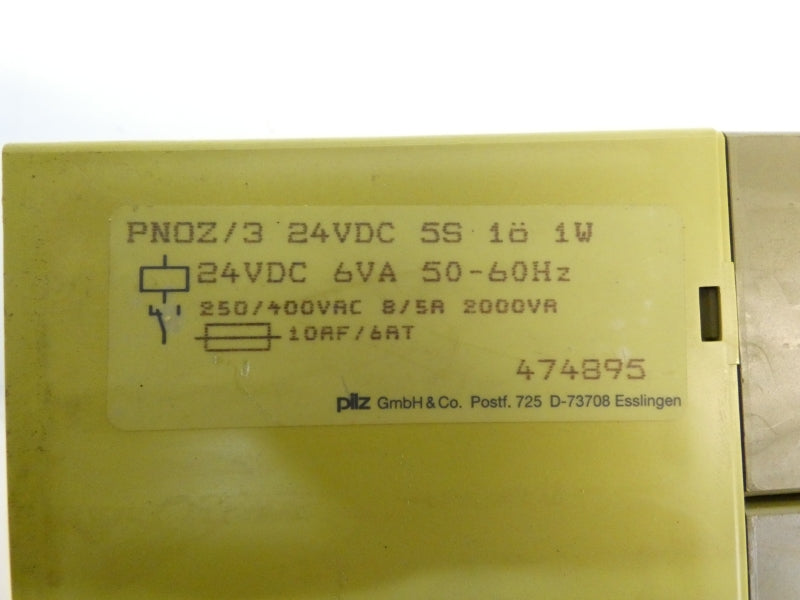 PNOZ/3 24VDC 5S 1ö 1W
24VDC 6VA 50-60Hz
250/400VAC 8/5A 2000VA
10AF/6AT
474895
pilz GmbH & Co. Postf. 725 D-73708 Esslingen